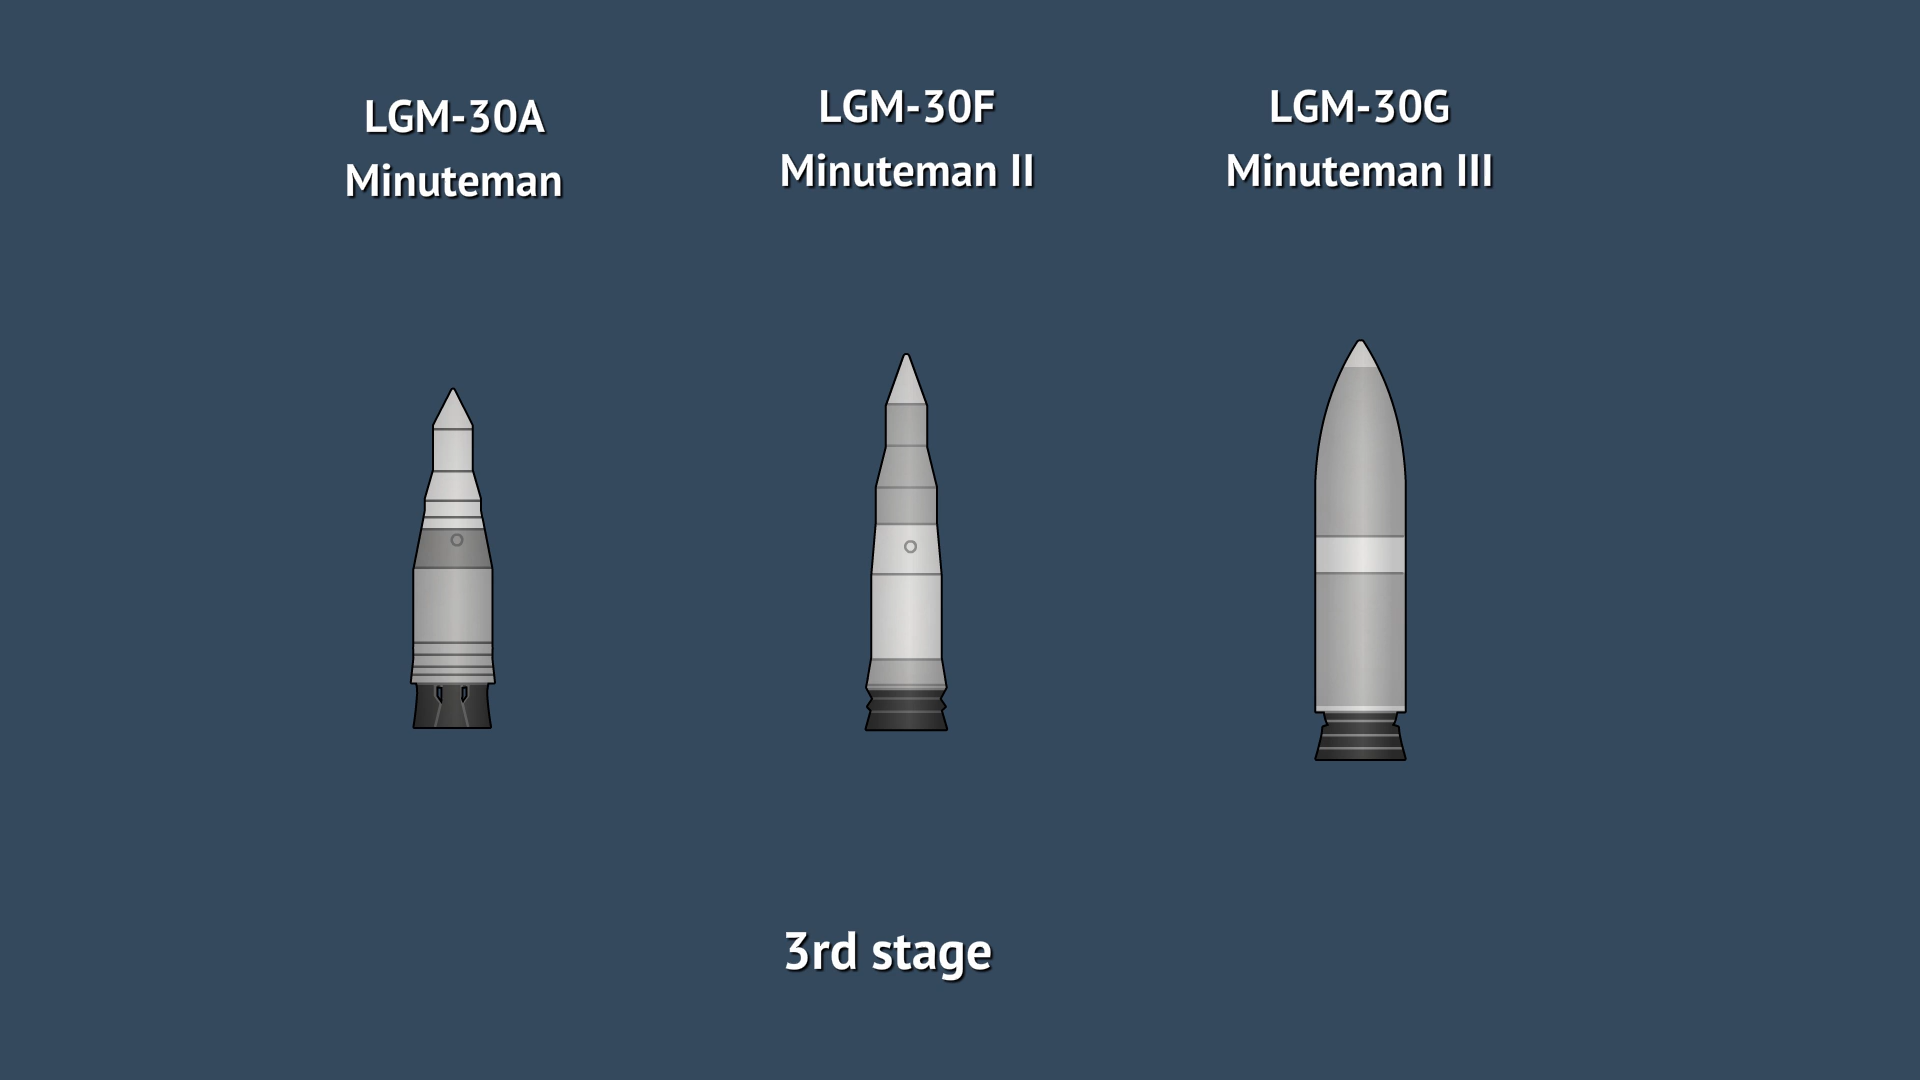 LGM-30A
Minuteman
LGM-30F
Minuteman II
LGM-30G
Minuteman III
3rd stage